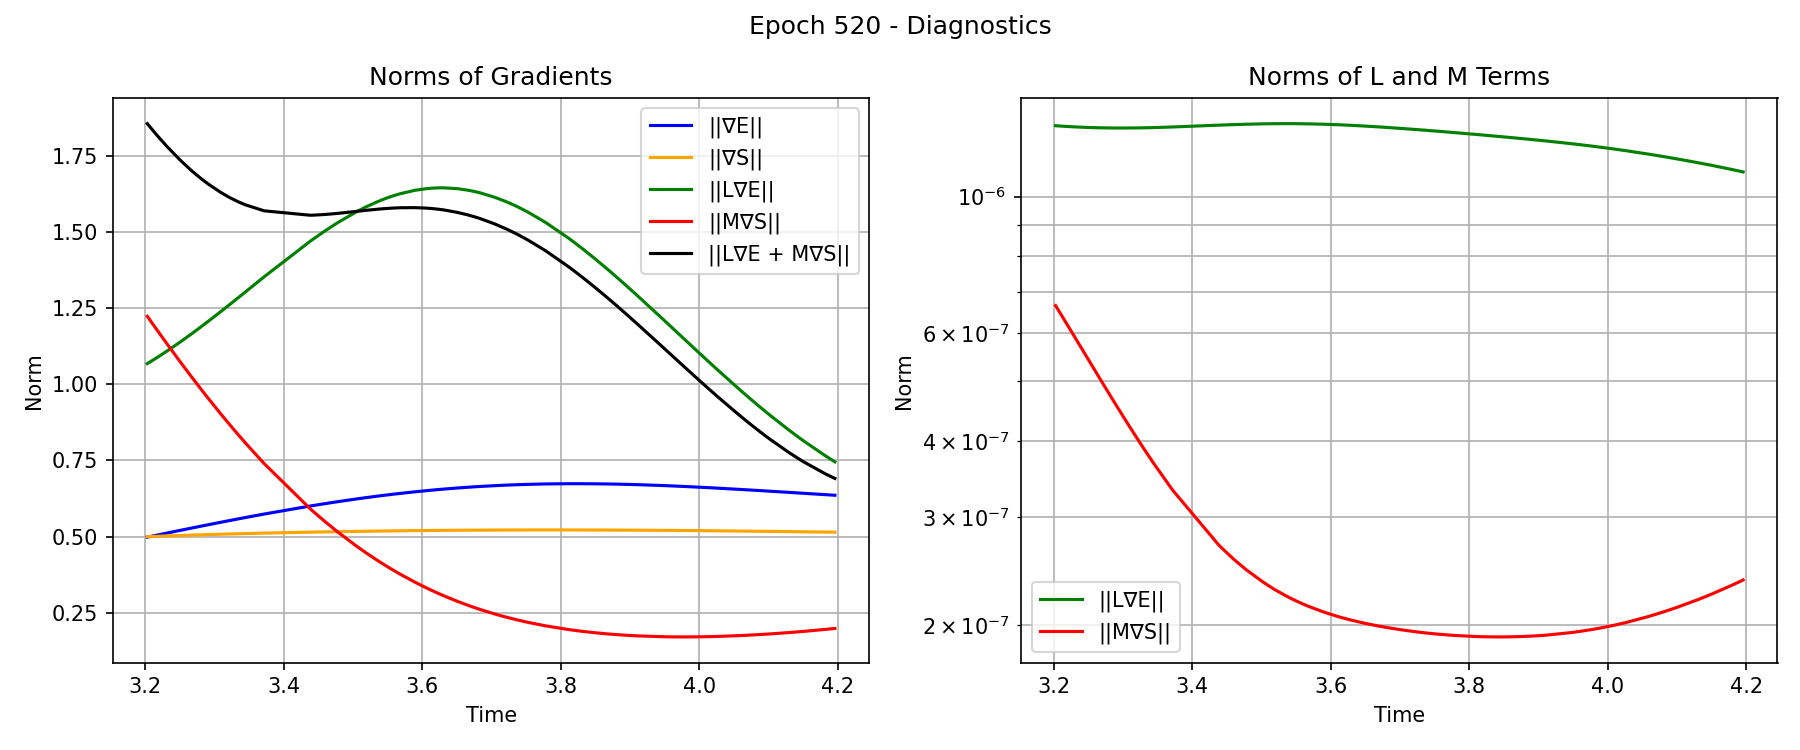 Epoch 520 - Diagnostics
Norms of Gradients
Norm
1.75
1.50
1.25
1.00
0.75
0.50
0.25
||∇E||
||∇S||
||L∇E||
||M∇S||
||L∇E + M∇S||
3.2 3.4 3.6 3.8 4.0 4.2
Time
Norms of L and M Terms
Norm
10⁻⁶
6 × 10⁻⁷
4 × 10⁻⁷
3 × 10⁻⁷
2 × 10⁻⁷
||L∇E||
||M∇S||
3.2 3.4 3.6 3.8 4.0 4.2
Time